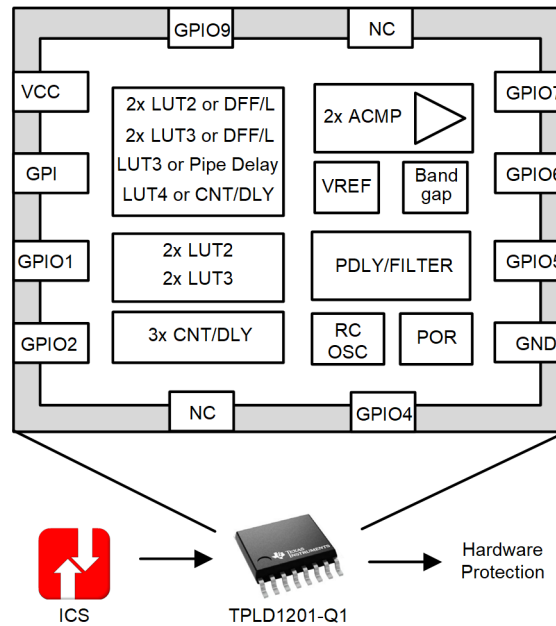 GPIO9
NC
VCC
GPI
GPIO1
GPIO2
2x LUT2 or DFF/L
2x LUT3 or DFF/L
LUT3 or Pipe Delay
LUT4 or CNT/DLY
2x LUT2
2x LUT3
3x CNT/DLY
2x ACMP
VREF
Band
gap
PDLY/FILTER
RC
OSC
POR
GPIO7
GPIO6
GPIO5
GND
NC
GPIO4
ICS
TEXAS
INSTRUMENTS
TPLD1201-Q1
Hardware
Protection